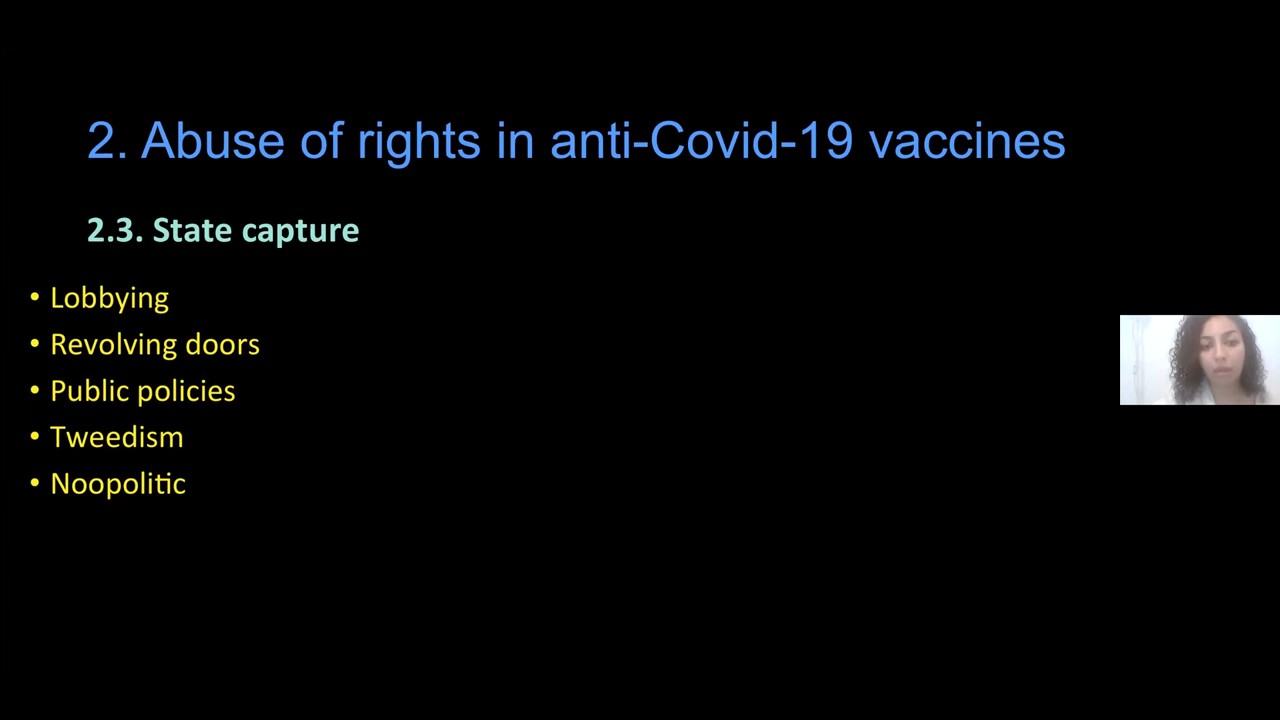 2. Abuse of rights in anti-Covid-19 vaccines
2.3. State capture
• Lobbying
• Revolving doors
• Public policies
• Tweedism
• Noopolitic